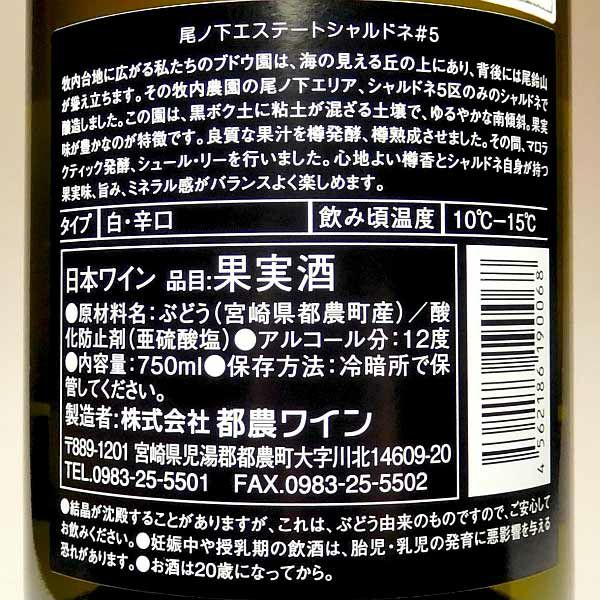 尾ノ下エステートシャルドネ#5
牧内台地に広がる私たちのブドウ園は、海の見える丘の上にあり、背後には尾鈴山
が聳え立ちます。その牧内農園の尾ノ下エリア、シャルドネ5区のみのシャルドネで
醸造しました。この園は、黒ボク土に粘土が混ざる土壌で、ゆるやかな南傾斜。果実
味が豊かなのが特徴です。良質な果汁を樽発酵、樽熟成させました。その間、マロラ
クティック発酵、シュール・リーを行いました。心地よい樽香とシャルドネ自身が持つ
果実味、旨み、ミネラル感がバランスよく楽しめます。
タイプ 白・辛口 飲み頃温度 10℃−15℃
日本ワイン 品目:果実酒
●原材料名:ぶどう(宮崎県都農町産)/酸
化防止剤(亜硫酸塩)●アルコール分:12度
●内容量:750ml●保存方法:冷暗所で保
管してください。
製造者:株式会社 都農ワイン
〒889-1201 宮崎県児湯郡都農町大字川北14609-20
TEL.0983-25-5501 FAX.0983-25-5502
4 562186 190068
●結晶が沈殿することがありますが、これは、ぶどう由来のものですので、ご安心して
お飲みください。●妊娠中や授乳期の飲酒は、胎児・乳児の発育に悪影響を与える
恐れがあります。●お酒は20歳になってから。